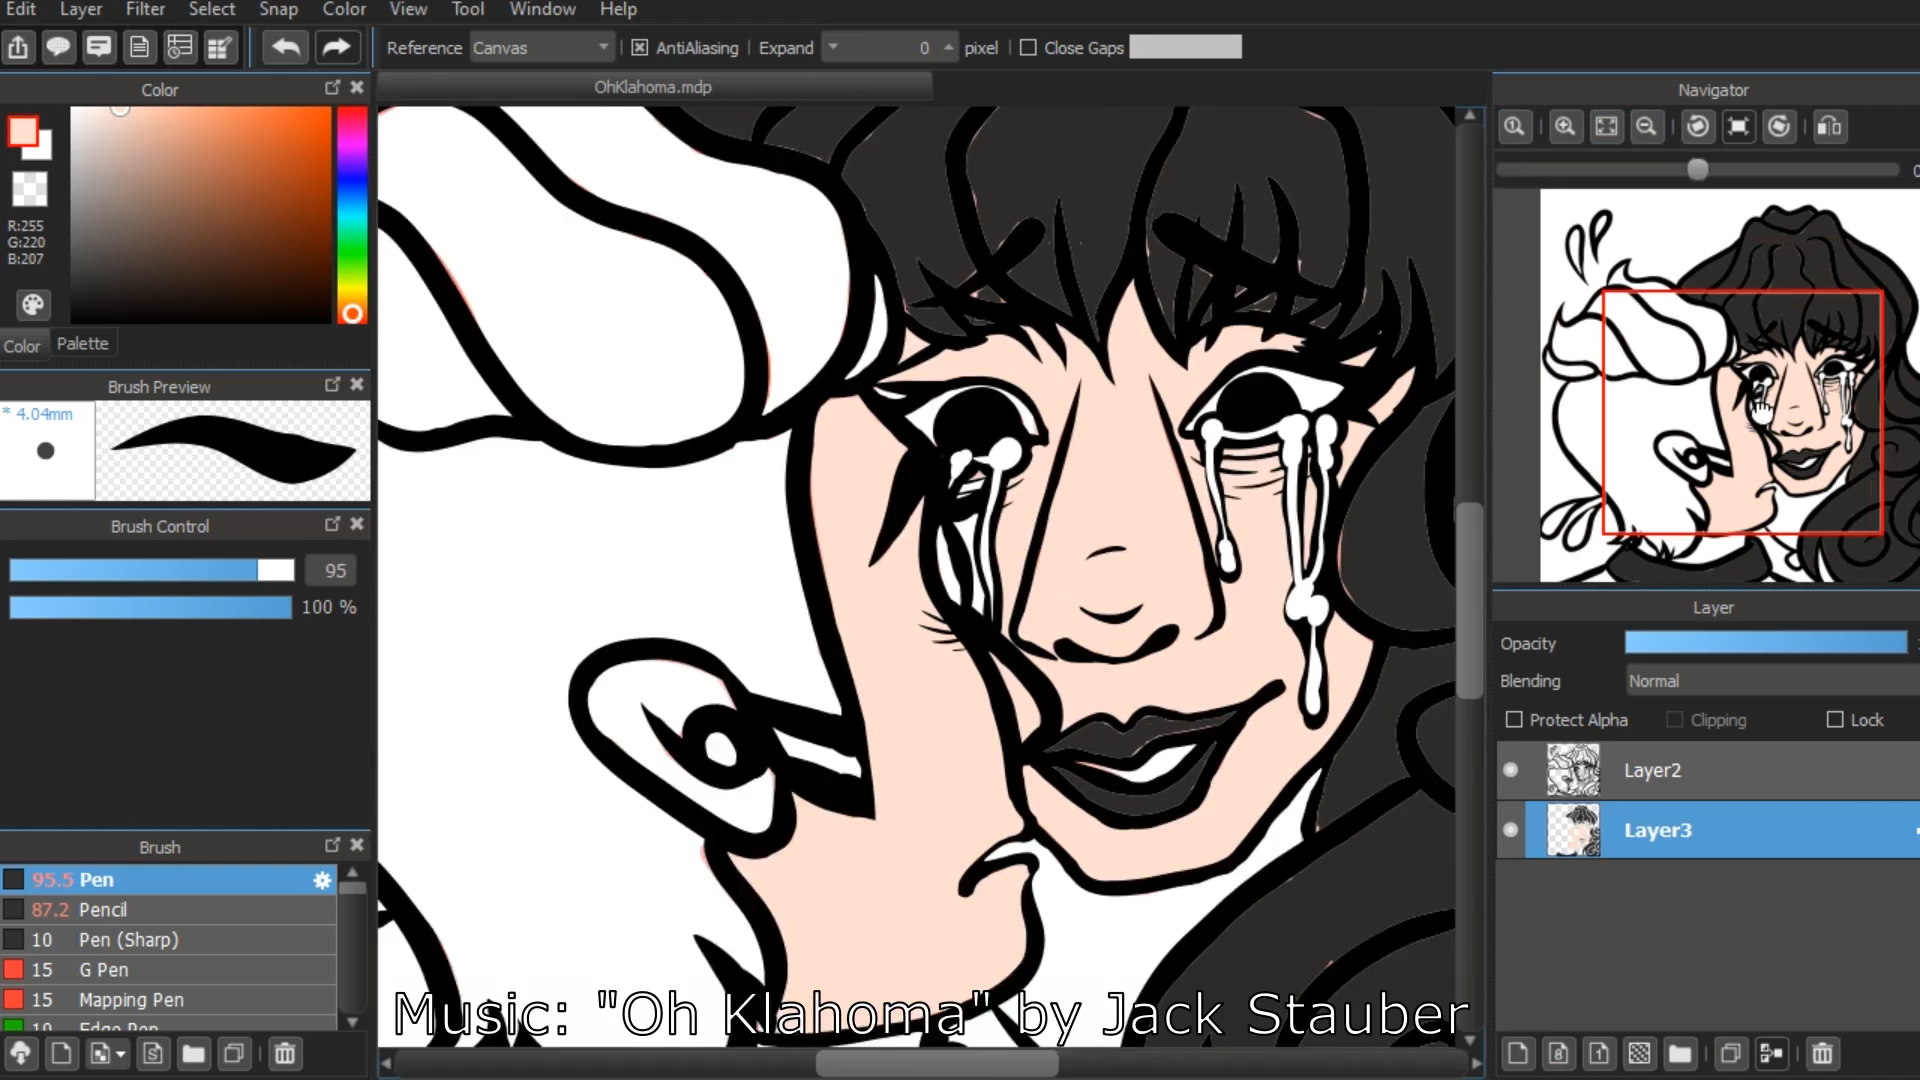 Edit Layer Filter Select Snap Color View Tool Window Help
Reference Canvas AntiAliasing Expand 0 pixel Close Gaps
Color
OhKlahoma.mdp
Navigator
R:255
G:220
B:207
Color Palette
Brush Preview
* 4.04mm
Brush Control
95
100 %
Layer
Opacity
Blending Normal
Protect Alpha Clipping Lock
Layer2
Layer3
Brush
95.5 Pen
87.2 Pencil
10 Pen (Sharp)
15 G Pen
15 Mapping Pen
10 Edge Pen
Music: "Oh Klahoma" by Jack Stauber